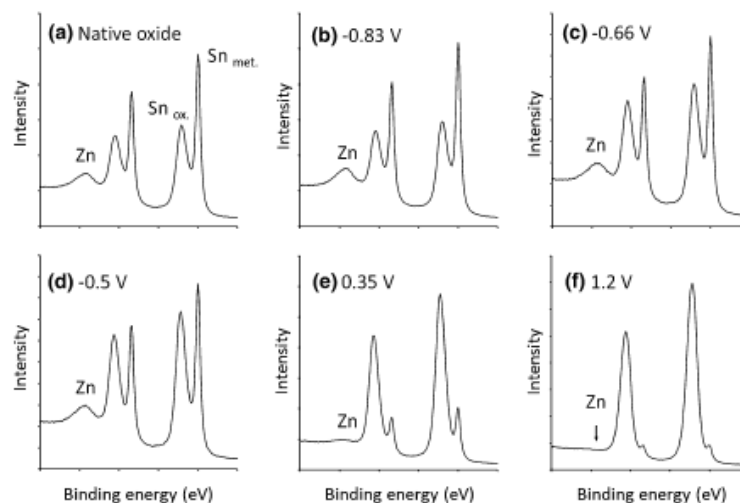 (a) Native oxide
Sn met.
Sn ox.
Zn
Intensity
(b) -0.83 V
Zn
Intensity
(c) -0.66 V
Zn
Intensity
(d) -0.5 V
Zn
Intensity
Binding energy (eV)
(e) 0.35 V
Zn
Intensity
Binding energy (eV)
(f) 1.2 V
Zn
Intensity
Binding energy (eV)